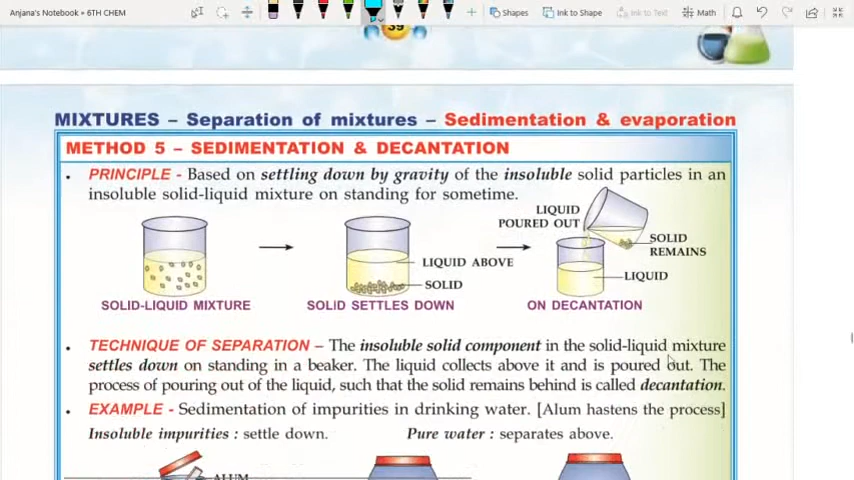 Anjana's Notebook » 6TH CHEM
Shapes
Ink to Shape
Ink to Text
Math
39
MIXTURES – Separation of mixtures – Sedimentation & evaporation
METHOD 5 – SEDIMENTATION & DECANTATION
• PRINCIPLE - Based on settling down by gravity of the insoluble solid particles in an
insoluble solid-liquid mixture on standing for sometime.
LIQUID
POURED OUT
SOLID
REMAINS
LIQUID ABOVE
SOLID
LIQUID
SOLID-LIQUID MIXTURE
SOLID SETTLES DOWN
ON DECANTATION
• TECHNIQUE OF SEPARATION – The insoluble solid component in the solid-liquid mixture
settles down on standing in a beaker. The liquid collects above it and is poured out. The
process of pouring out of the liquid, such that the solid remains behind is called decantation.
• EXAMPLE - Sedimentation of impurities in drinking water. [Alum hastens the process]
Insoluble impurities : settle down.
Pure water : separates above.
ALUM